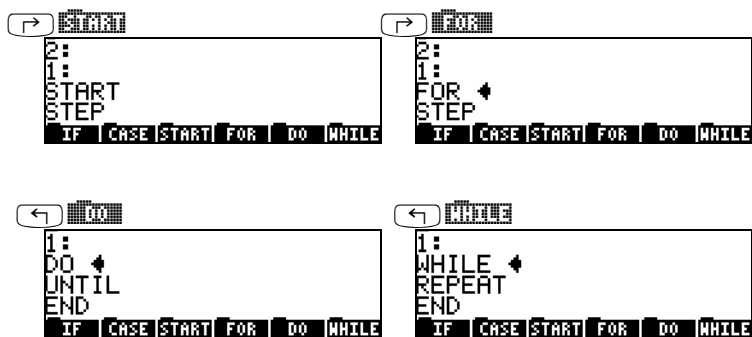 START FOR
2:
1:
START
STEP
IF CASE START FOR DO WHILE
2:
1:
FOR
STEP
IF CASE START FOR DO WHILE
DO WHILE
1:
DO
UNTIL
END
IF CASE START FOR DO WHILE
1:
WHILE
REPEAT
END
IF CASE START FOR DO WHILE